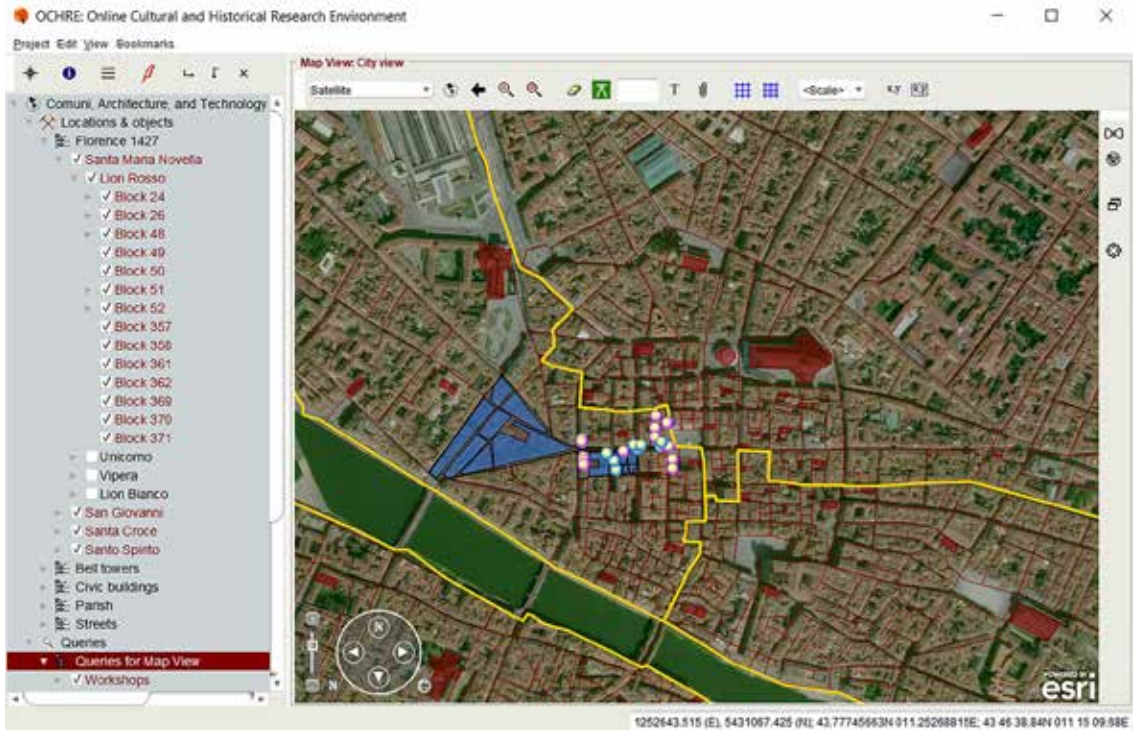 OCHRE: Online Cultural and Historical Research Environment
Project Edit View Bookmarks
Map View: City view
Satellite
T
<Scale>
x,y
Comuni, Architecture, and Technology
Locations & objects
Florence 1427
Santa Maria Novella
Lion Rosso
Block 24
Block 26
Block 48
Block 49
Block 50
Block 51
Block 52
Block 357
Block 358
Block 361
Block 362
Block 369
Block 370
Block 371
Unicorno
Vipera
Lion Bianco
San Giovanni
Santa Croce
Santo Spirito
Bell towers
Civic buildings
Parish
Streets
Queries
Queries for Map View
Workshops
N
N
POWERED BY
esri
1252643.515 (E), 5431067.425 (N); 43.77745663N 011.25268815E; 43 46 38.84N 011 15 09.68E